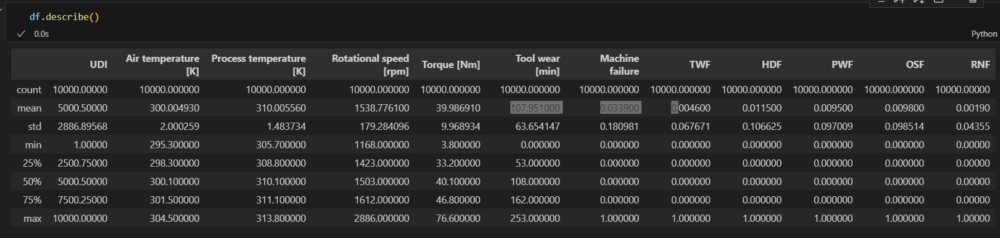 df.describe()
0.0s
Python
UDI Air temperature [K] Process temperature [K] Rotational speed [rpm] Torque [Nm] Tool wear [min] Machine failure TWF HDF PWF OSF RNF
count 10000.00000 10000.000000 10000.000000 10000.000000 10000.000000 10000.000000 10000.000000 10000.000000 10000.000000 10000.000000 10000.000000 10000.00000
mean 5000.50000 300.004930 310.005560 1538.776100 39.986910 107.951000 0.033900 0.004600 0.011500 0.009500 0.009800 0.00190
std 2886.89568 2.000259 1.483734 179.284096 9.968934 63.654147 0.180981 0.067671 0.106625 0.097009 0.098514 0.04355
min 1.00000 295.300000 305.700000 1168.000000 3.800000 0.000000 0.000000 0.000000 0.000000 0.000000 0.000000 0.00000
25% 2500.75000 298.300000 308.800000 1423.000000 33.200000 53.000000 0.000000 0.000000 0.000000 0.000000 0.000000 0.00000
50% 5000.50000 300.100000 310.100000 1503.000000 40.100000 108.000000 0.000000 0.000000 0.000000 0.000000 0.000000 0.00000
75% 7500.25000 301.500000 311.100000 1612.000000 46.800000 162.000000 0.000000 0.000000 0.000000 0.000000 0.000000 0.00000
max 10000.00000 304.500000 313.800000 2886.000000 76.600000 253.000000 1.000000 1.000000 1.000000 1.000000 1.000000 1.00000